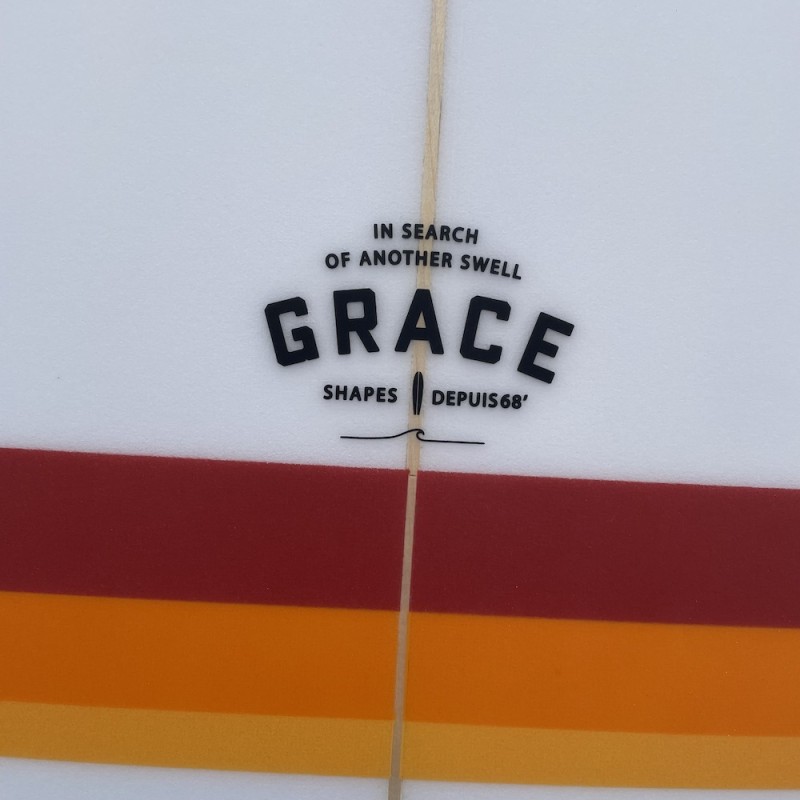 IN SEARCH
OF ANOTHER SWELL
GRACE
SHAPES DEPUIS68'